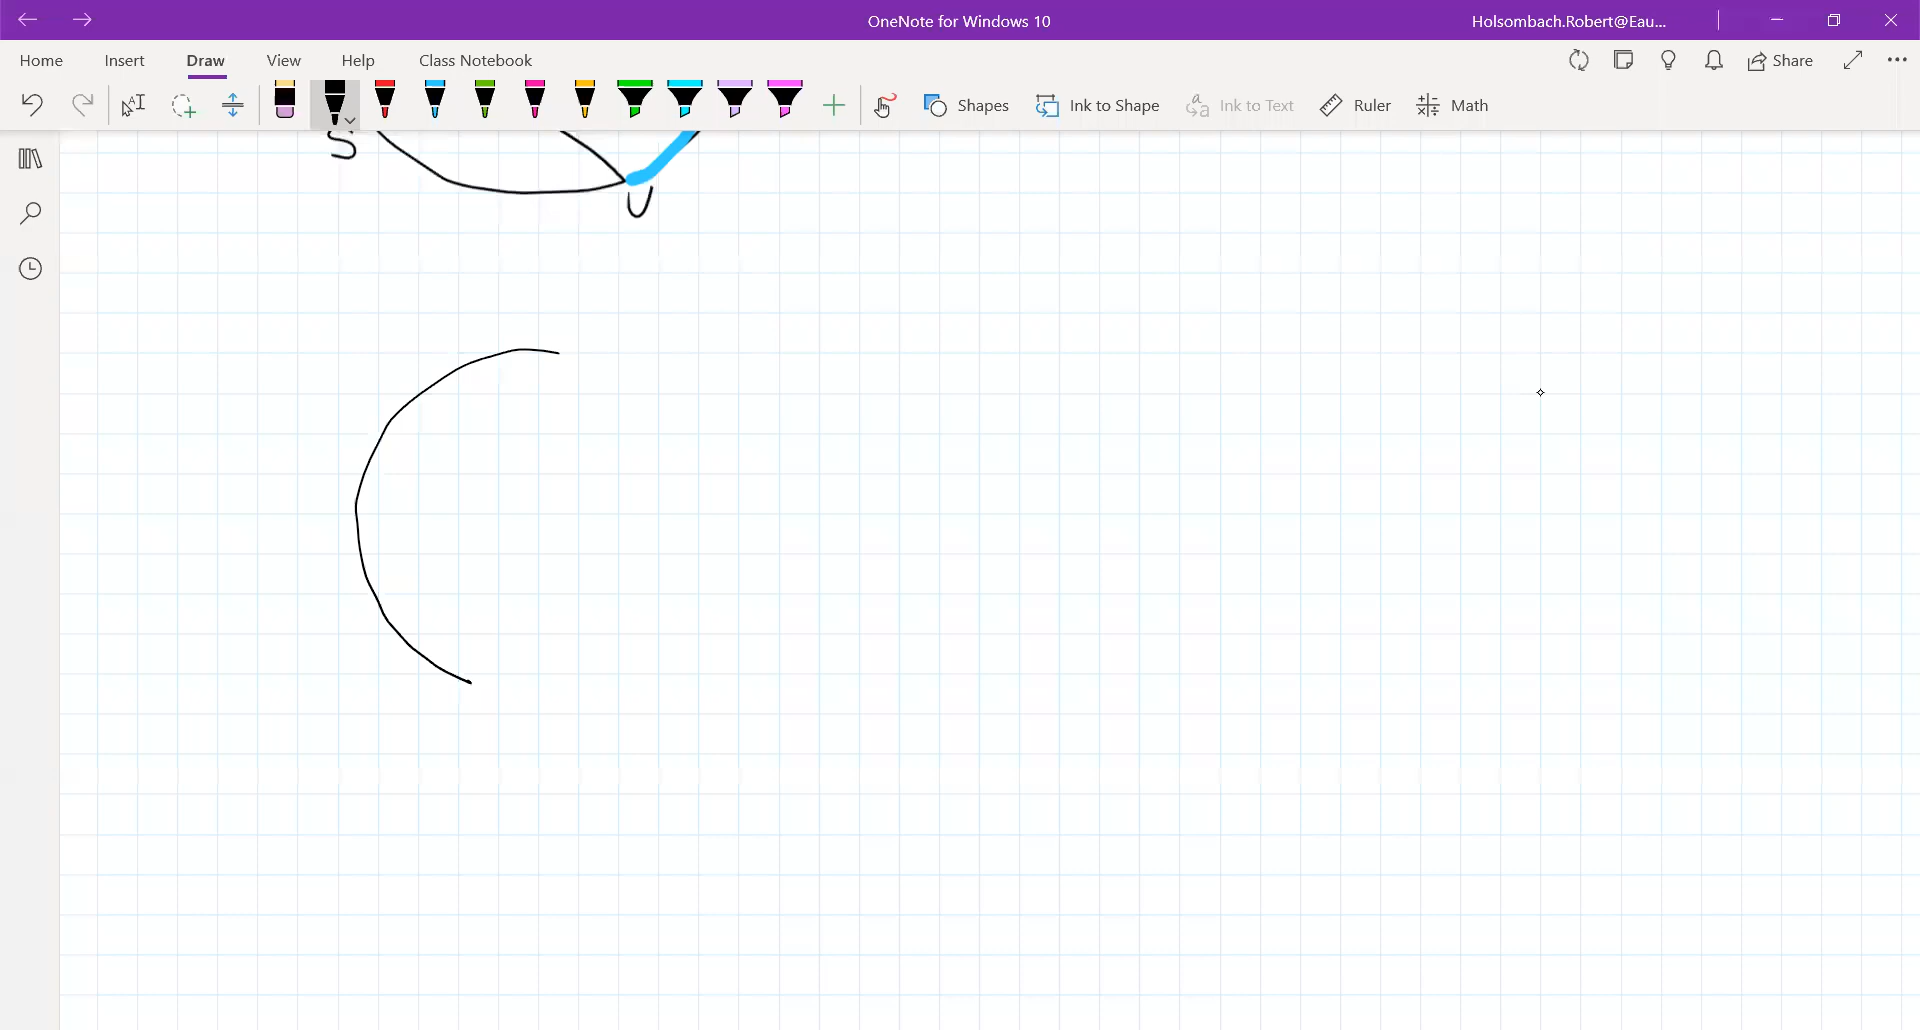 OneNote for Windows 10
Holsombach.Robert@Eau...
Home Insert Draw View Help Class Notebook
Share
Shapes Ink to Shape Ink to Text Ruler Math
S
U